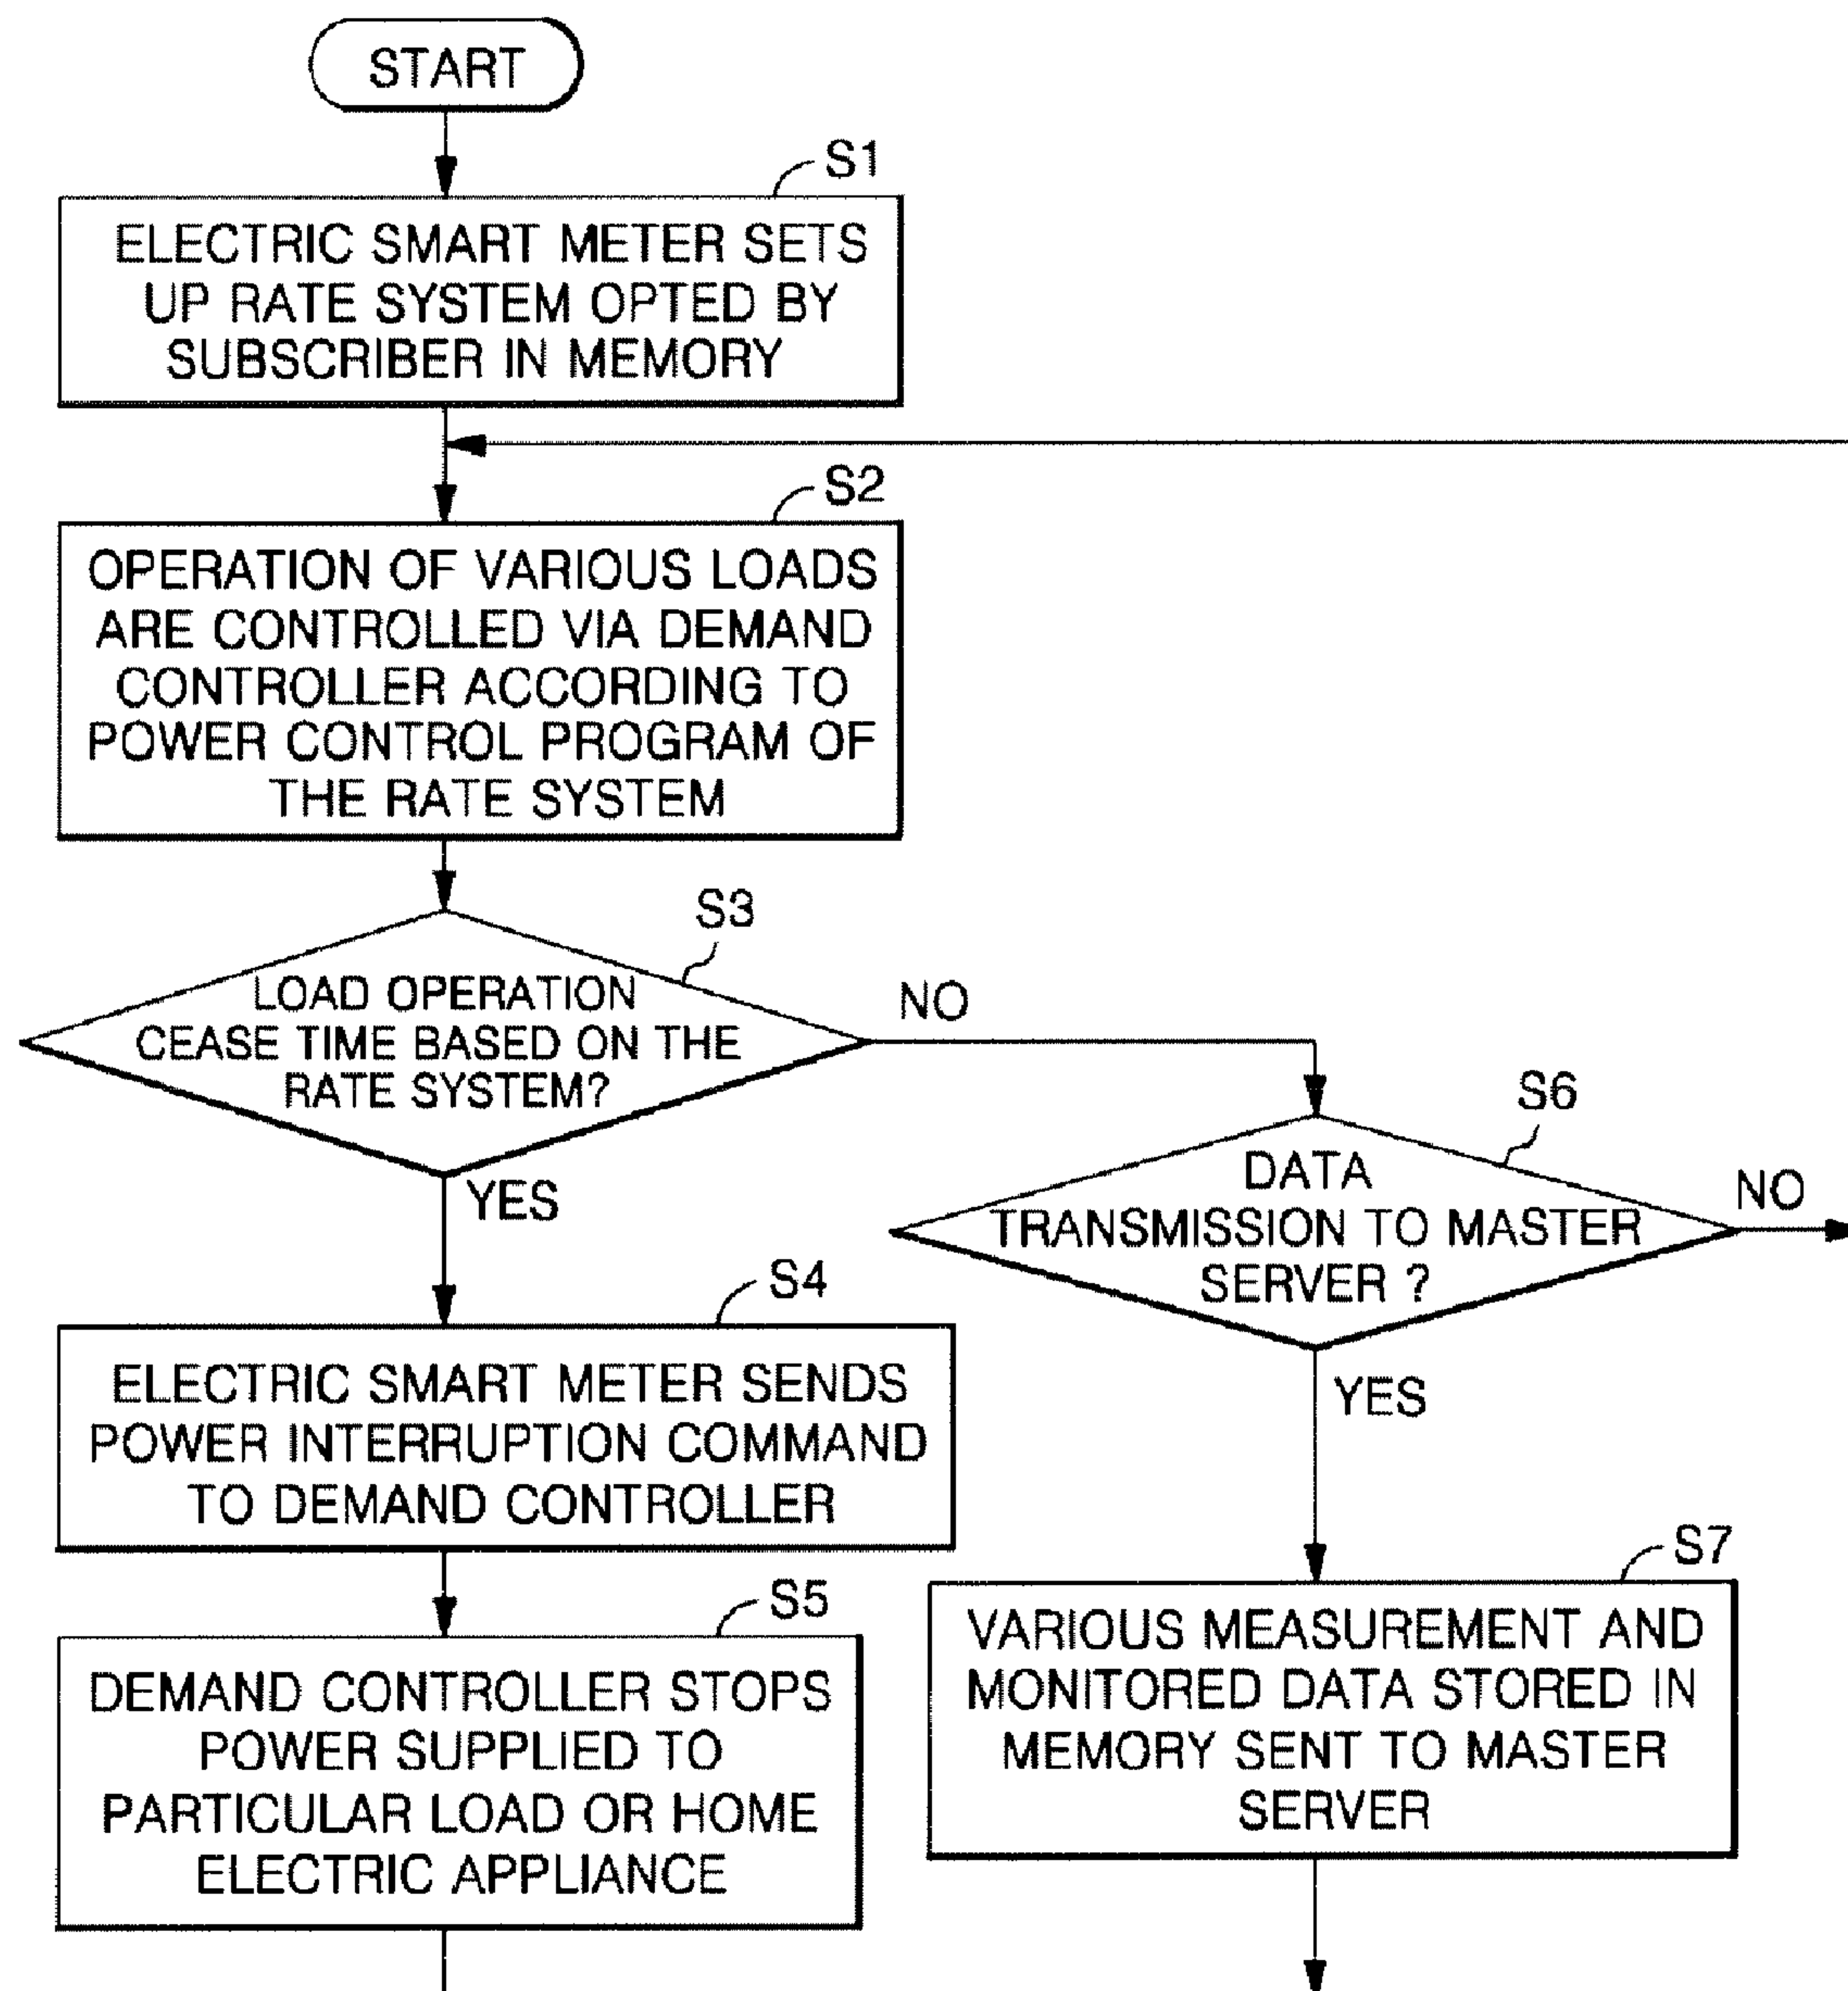 START
S1
ELECTRIC SMART METER SETS
UP RATE SYSTEM OPTED BY
SUBSCRIBER IN MEMORY
S2
OPERATION OF VARIOUS LOADS
ARE CONTROLLED VIA DEMAND
CONTROLLER ACCORDING TO
POWER CONTROL PROGRAM OF
THE RATE SYSTEM
S3
LOAD OPERATION
CEASE TIME BASED ON THE
RATE SYSTEM?
NO
YES
S6
DATA
TRANSMISSION TO MASTER
SERVER ?
NO
YES
S4
ELECTRIC SMART METER SENDS
POWER INTERRUPTION COMMAND
TO DEMAND CONTROLLER
S5
DEMAND CONTROLLER STOPS
POWER SUPPLIED TO
PARTICULAR LOAD OR HOME
ELECTRIC APPLIANCE
S7
VARIOUS MEASUREMENT AND
MONITORED DATA STORED IN
MEMORY SENT TO MASTER
SERVER